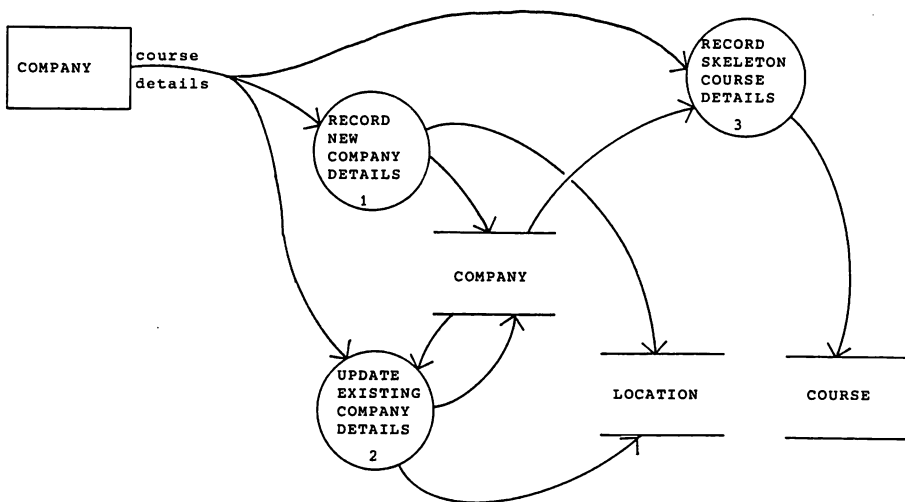 COMPANY
course
details
RECORD
NEW
COMPANY
DETAILS
1
RECORD
SKELETON
COURSE
DETAILS
3
COMPANY
UPDATE
EXISTING
COMPANY
DETAILS
2
LOCATION
COURSE